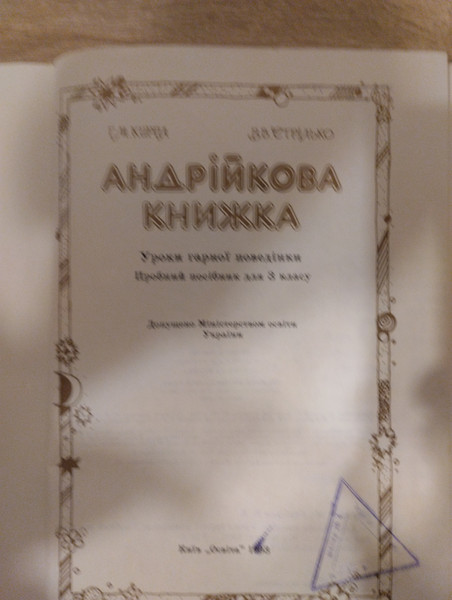 АНДРІЙКОВА
КНИЖКА
Уроки гарної поведінки
Пробний посібник для 3 класу
Допущено Міністерством освіти
України
Київ „Освіта"